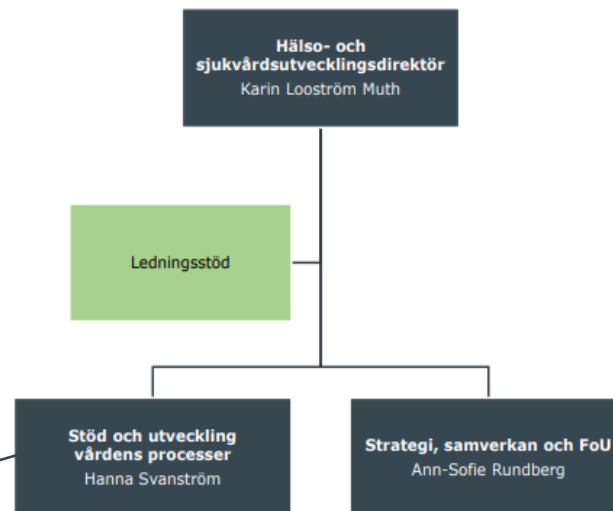 Hälso- och
sjukvårdsutvecklingsdirektör
Karin Looström Muth
Ledningsstöd
Stöd och utveckling
vårdens processer
Hanna Svanström
Strategi, samverkan och FoU
Ann-Sofie Rundberg